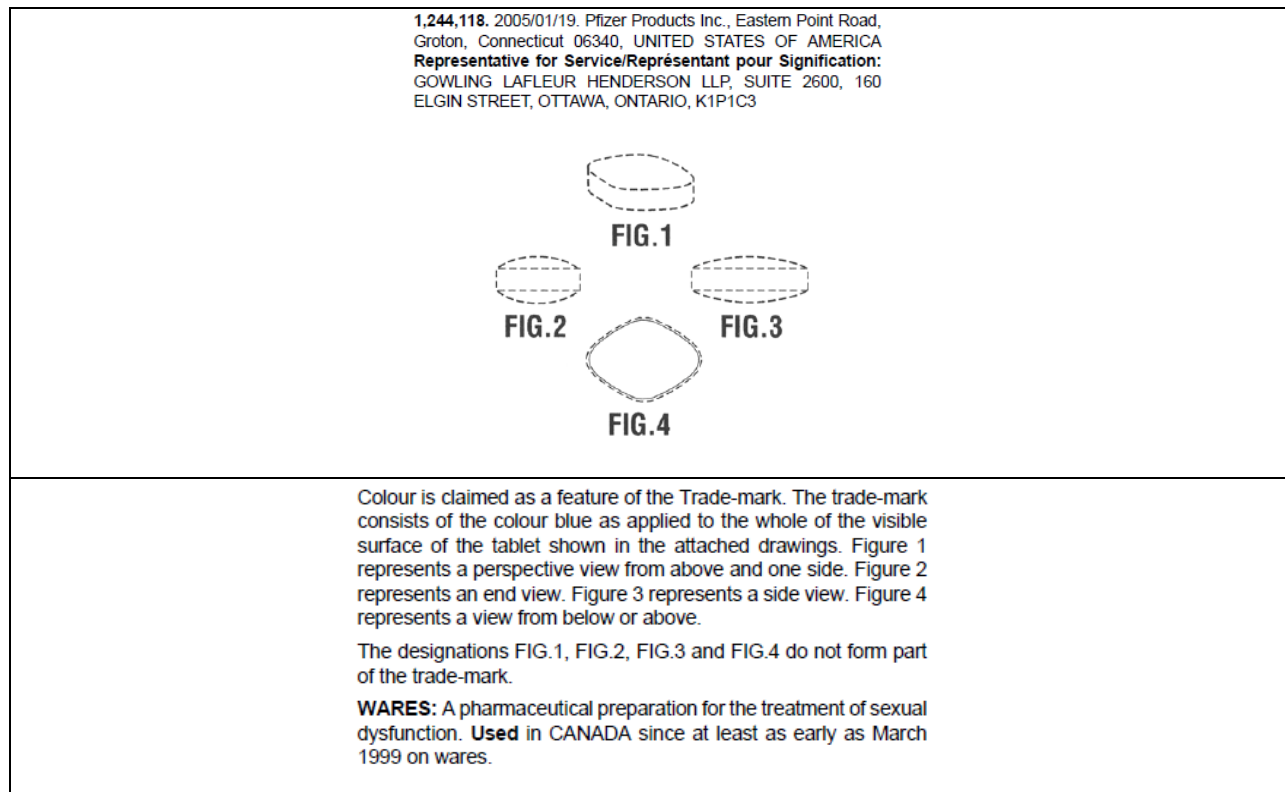 1,244,118. 2005/01/19. Pfizer Products Inc., Eastern Point Road,
Groton, Connecticut 06340, UNITED STATES OF AMERICA
Representative for Service/Représentant pour Signification:
GOWLING LAFLEUR HENDERSON LLP, SUITE 2600, 160
ELGIN STREET, OTTAWA, ONTARIO, K1P1C3
FIG.1
FIG.2
FIG.3
FIG.4
Colour is claimed as a feature of the Trade-mark. The trade-mark
consists of the colour blue as applied to the whole of the visible
surface of the tablet shown in the attached drawings. Figure 1
represents a perspective view from above and one side. Figure 2
represents an end view. Figure 3 represents a side view. Figure 4
represents a view from below or above.
The designations FIG.1, FIG.2, FIG.3 and FIG.4 do not form part
of the trade-mark.
WARES: A pharmaceutical preparation for the treatment of sexual
dysfunction. Used in CANADA since at least as early as March
1999 on wares.